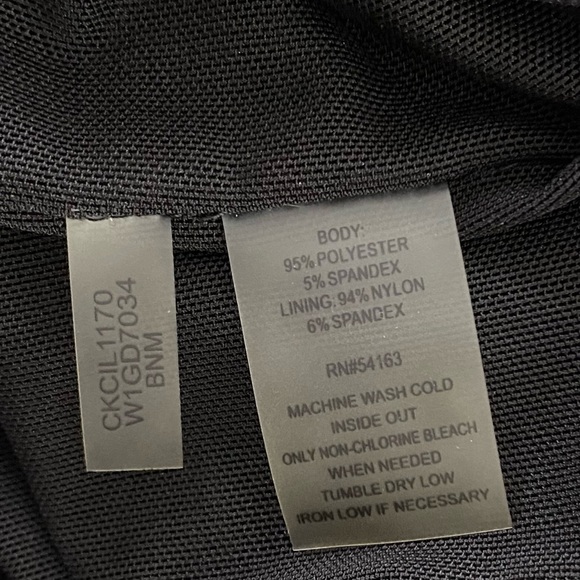 CKCIL1170
W1GD7034
BNM
BODY:
95% POLYESTER
5% SPANDEX
LINING: 94% NYLON
6% SPANDEX
RN#54163
MACHINE WASH COLD
INSIDE OUT
ONLY NON-CHLORINE BLEACH
WHEN NEEDED
TUMBLE DRY LOW
IRON LOW IF NECESSARY